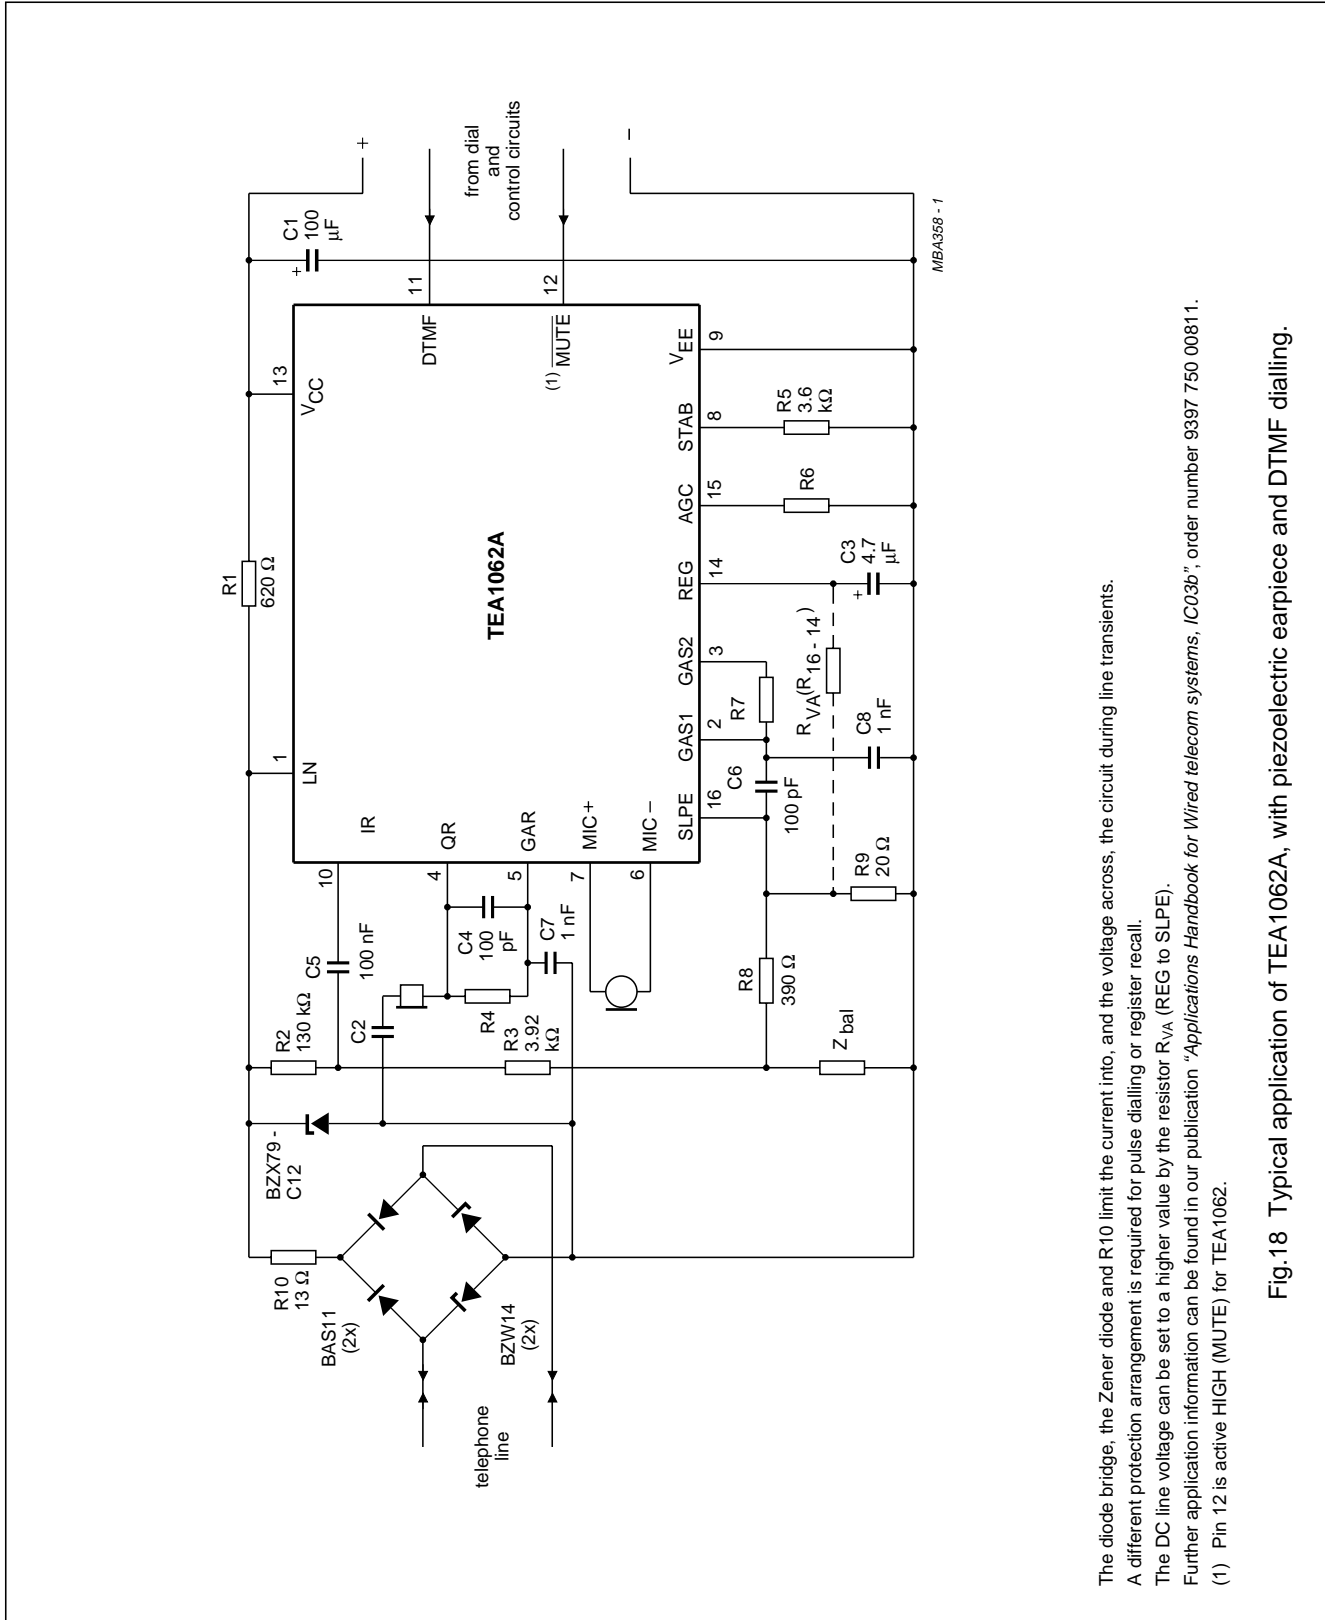 R1
620 Ω
C1
100
µF
+
+
from dial
and
control circuits
−
11
12
13
VCC
DTMF
(1) MUTE
VEE
9
TEA1062A
1
LN
IR
QR
GAR
MIC+
MIC−
SLPE
GAS1
GAS2
REG
AGC
STAB
10
4
5
7
6
16
2
3
14
15
8
R10
13 Ω
BAS11
(2x)
BZW14
(2x)
telephone
line
BZX79 -
C12
R2
130 kΩ
C5
100 nF
C2
C4
100
pF
R4
C7
1 nF
R3
3.92
kΩ
R8
390 Ω
Zbal
R9
20 Ω
C6
100 pF
R7
C8
1 nF
RVA(R16 - 14)
C3
4.7
µF
+
R6
R5
3.6
kΩ
MBA358 - 1
The diode bridge, the Zener diode and R10 limit the current into, and the voltage across, the circuit during line transients.
A different protection arrangement is required for pulse dialling or register recall.
The DC line voltage can be set to a higher value by the resistor RVA (REG to SLPE).
Further application information can be found in our publication “Applications Handbook for Wired telecom systems, IC03b”, order number 9397 750 00811.
(1) Pin 12 is active HIGH (MUTE) for TEA1062.
Fig.18 Typical application of TEA1062A, with piezoelectric earpiece and DTMF dialling.